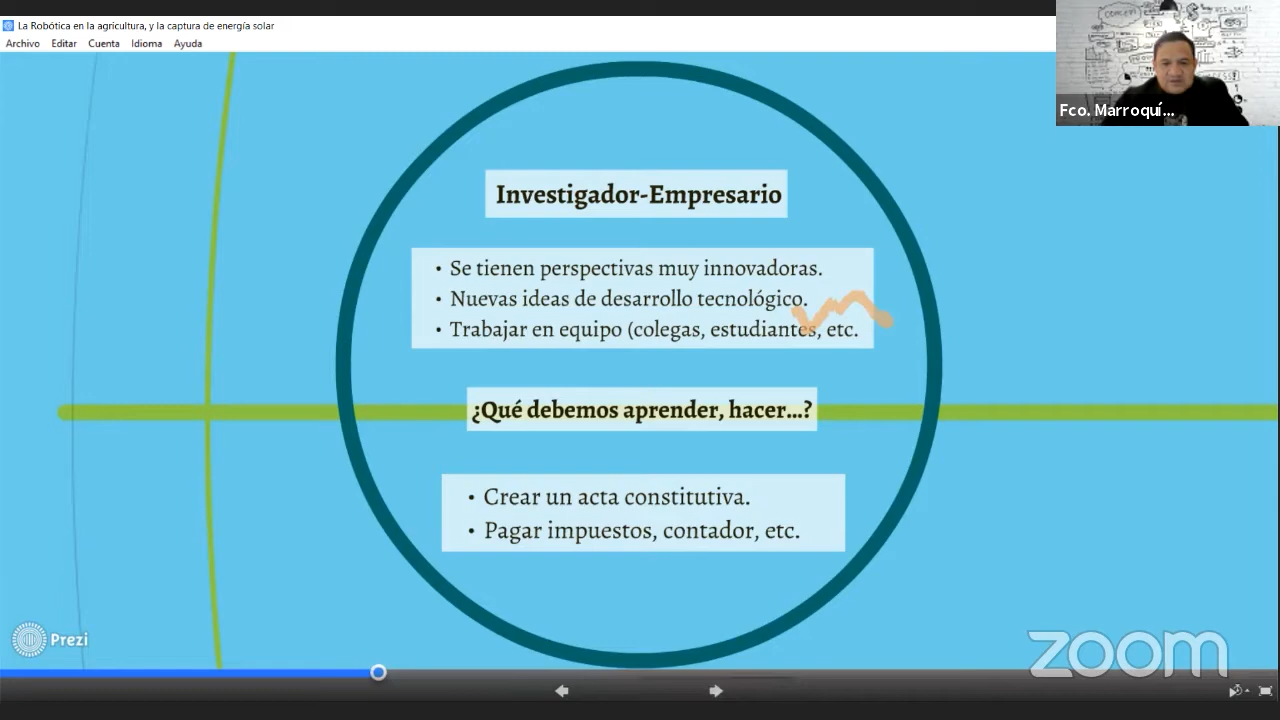 La Robótica en la agricultura, y la captura de energía solar
Archivo Editar Cuenta Idioma Ayuda
Fco. Marroquí...
Investigador-Empresario
• Se tienen perspectivas muy innovadoras.
• Nuevas ideas de desarrollo tecnológico.
• Trabajar en equipo (colegas, estudiantes, etc.
¿Qué debemos aprender, hacer...?
• Crear un acta constitutiva.
• Pagar impuestos, contador, etc.
Prezi
zoom